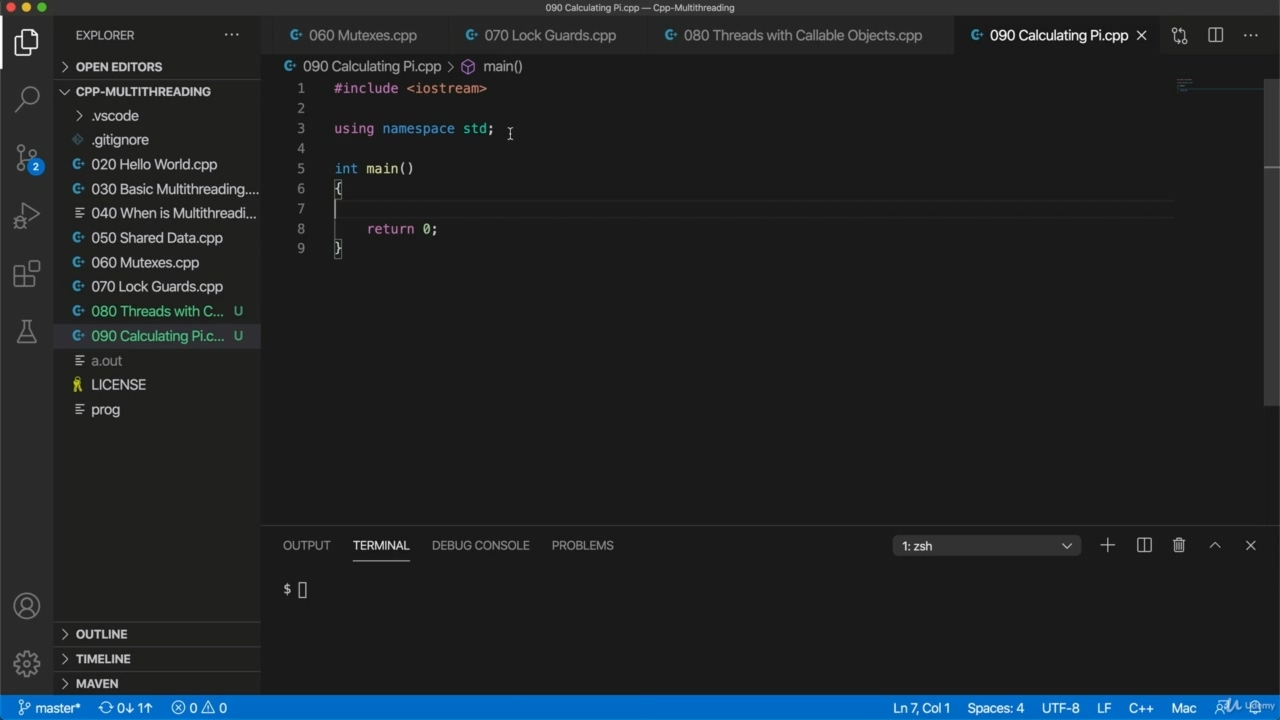 090 Calculating Pi.cpp — Cpp-Multithreading
EXPLORER
060 Mutexes.cpp
070 Lock Guards.cpp
080 Threads with Callable Objects.cpp
090 Calculating Pi.cpp
OPEN EDITORS
CPP-MULTITHREADING
.vscode
.gitignore
020 Hello World.cpp
030 Basic Multithreading....
040 When is Multithreadi...
050 Shared Data.cpp
060 Mutexes.cpp
070 Lock Guards.cpp
080 Threads with C... U
090 Calculating Pi.c... U
a.out
LICENSE
prog
OUTLINE
TIMELINE
MAVEN
2
090 Calculating Pi.cpp > main()
1 #include <iostream>
2
3 using namespace std;
4
5 int main()
6 {
7
8 return 0;
9 }
OUTPUT TERMINAL DEBUG CONSOLE PROBLEMS
1: zsh
$
master* 0↓ 1↑ 0 0
Ln 7, Col 1 Spaces: 4 UTF-8 LF C++ Mac
Udemy